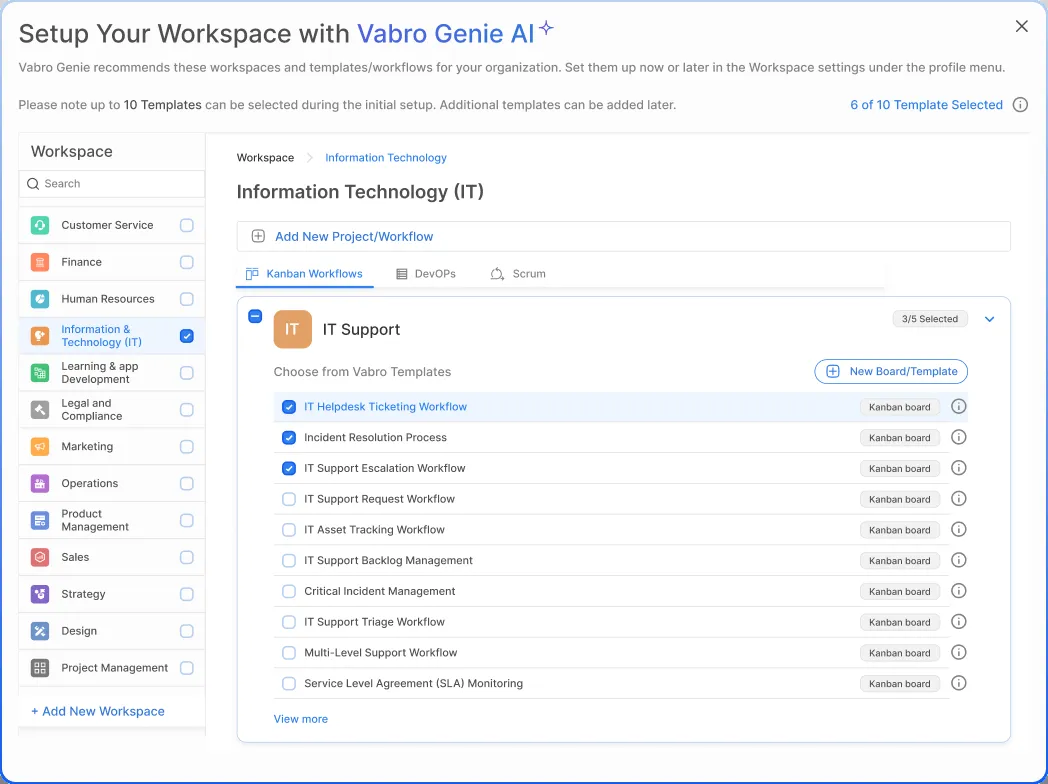 Setup Your Workspace with Vabro Genie AI
Vabro Genie recommends these workspaces and templates/workflows for your organization. Set them up now or later in the Workspace settings under the profile menu.
Please note up to 10 Templates can be selected during the initial setup. Additional templates can be added later.
6 of 10 Template Selected
Workspace
Search
Customer Service
Finance
Human Resources
Information &
Technology (IT)
Learning & app
Development
Legal and
Compliance
Marketing
Operations
Product
Management
Sales
Strategy
Design
Project Management
+ Add New Workspace
Workspace > Information Technology
Information Technology (IT)
Add New Project/Workflow
Kanban Workflows DevOPs Scrum
IT IT Support 3/5 Selected
Choose from Vabro Templates New Board/Template
IT Helpdesk Ticketing Workflow Kanban board
Incident Resolution Process Kanban board
IT Support Escalation Workflow Kanban board
IT Support Request Workflow Kanban board
IT Asset Tracking Workflow Kanban board
IT Support Backlog Management Kanban board
Critical Incident Management Kanban board
IT Support Triage Workflow Kanban board
Multi-Level Support Workflow Kanban board
Service Level Agreement (SLA) Monitoring Kanban board
View more